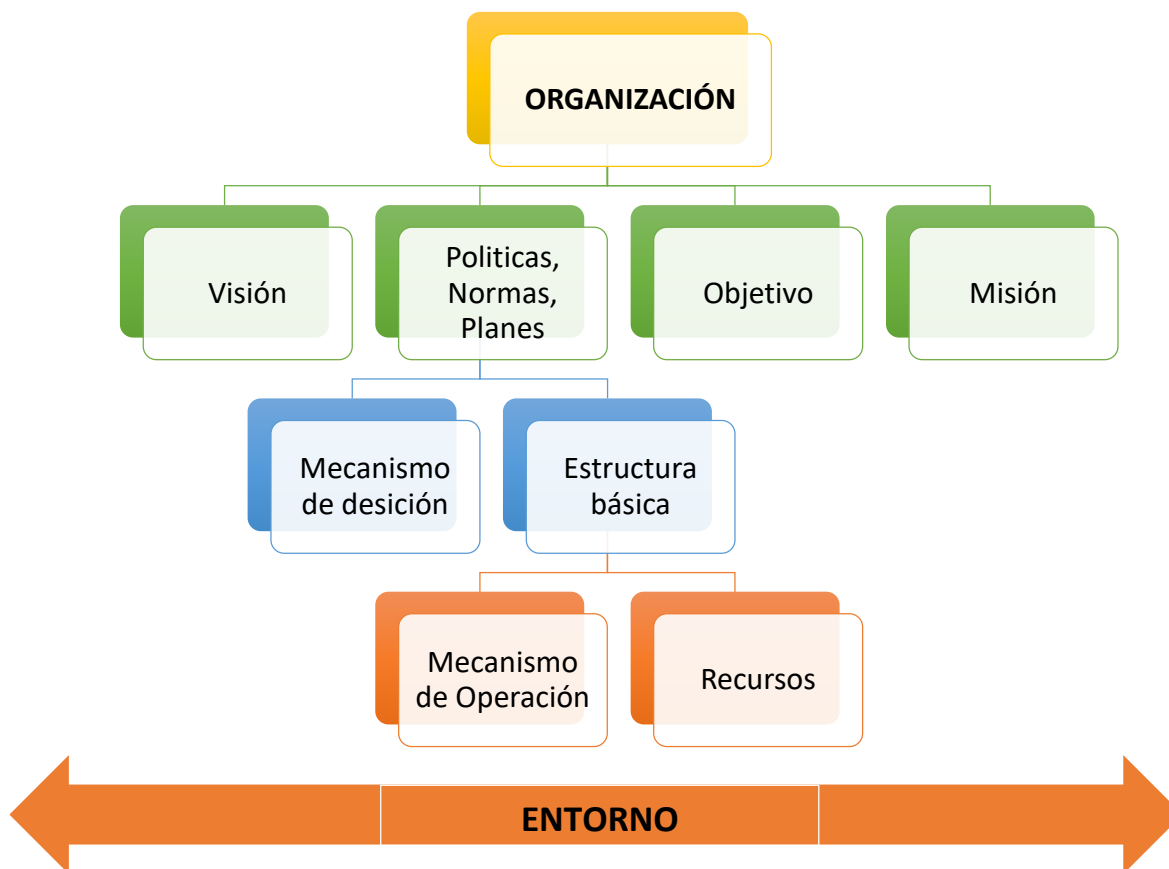 ORGANIZACIÓN
Visión
Politicas,
Normas,
Planes
Objetivo
Misión
Mecanismo
de desición
Estructura
básica
Mecanismo
de Operación
Recursos
ENTORNO